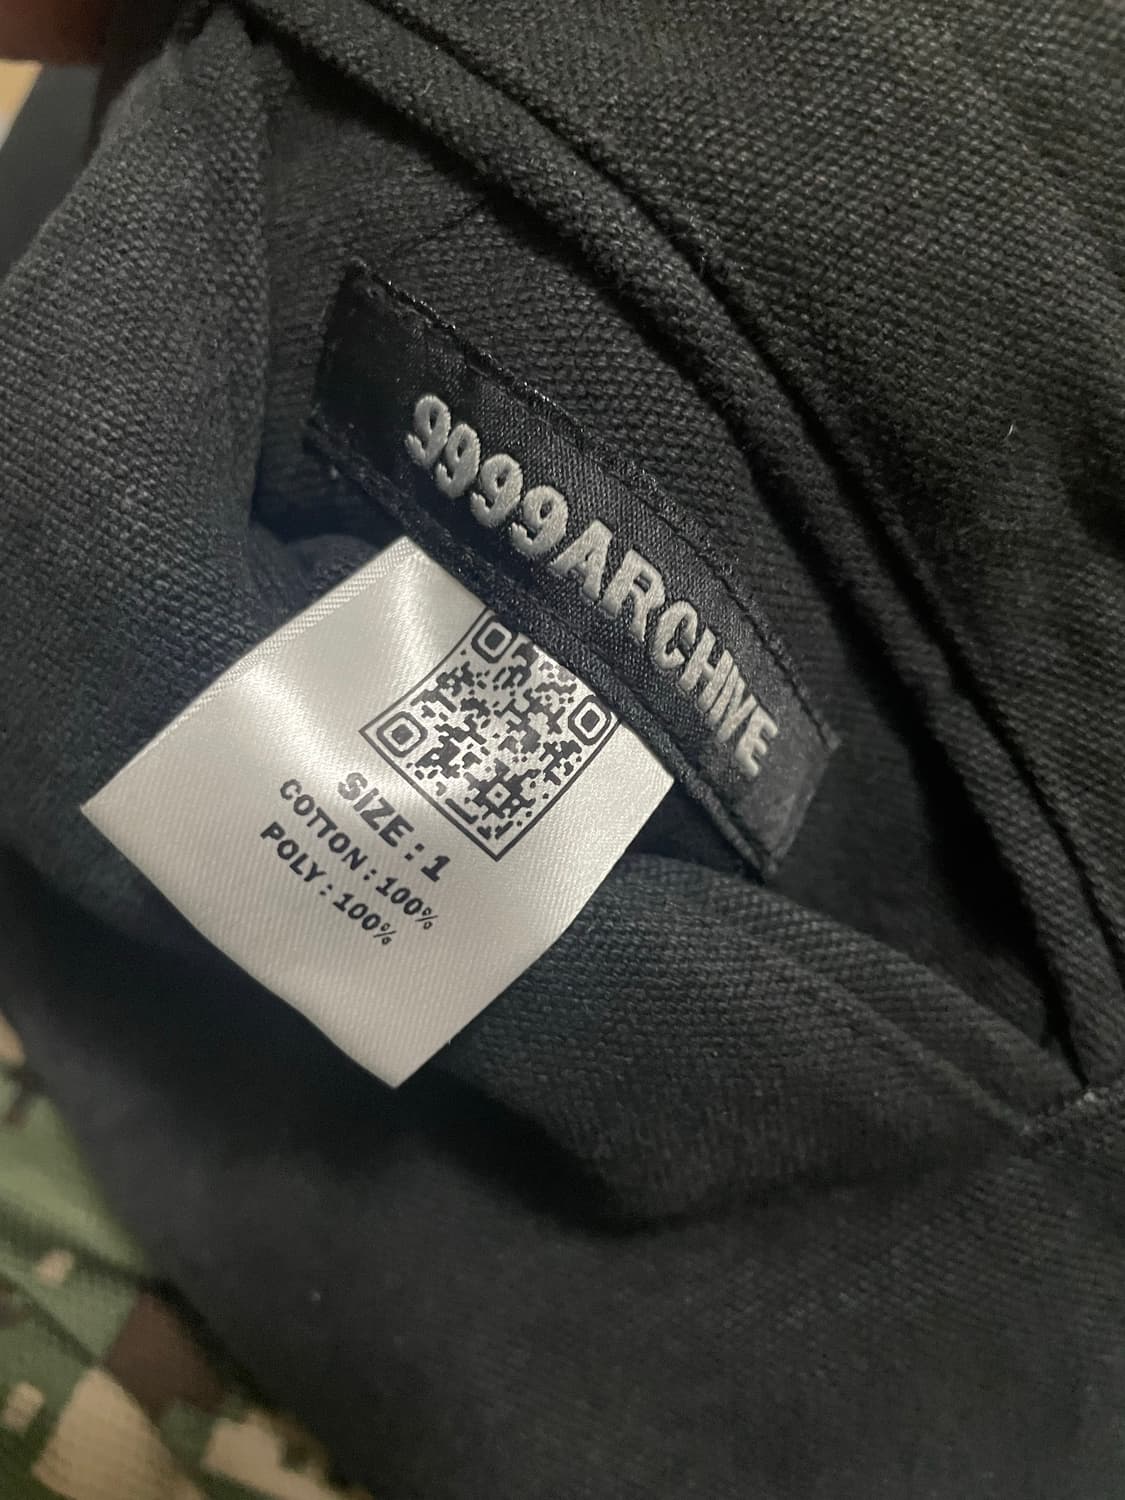 9999ARCHIVE
SIZE : 1
COTTON : 100%
POLY : 100%